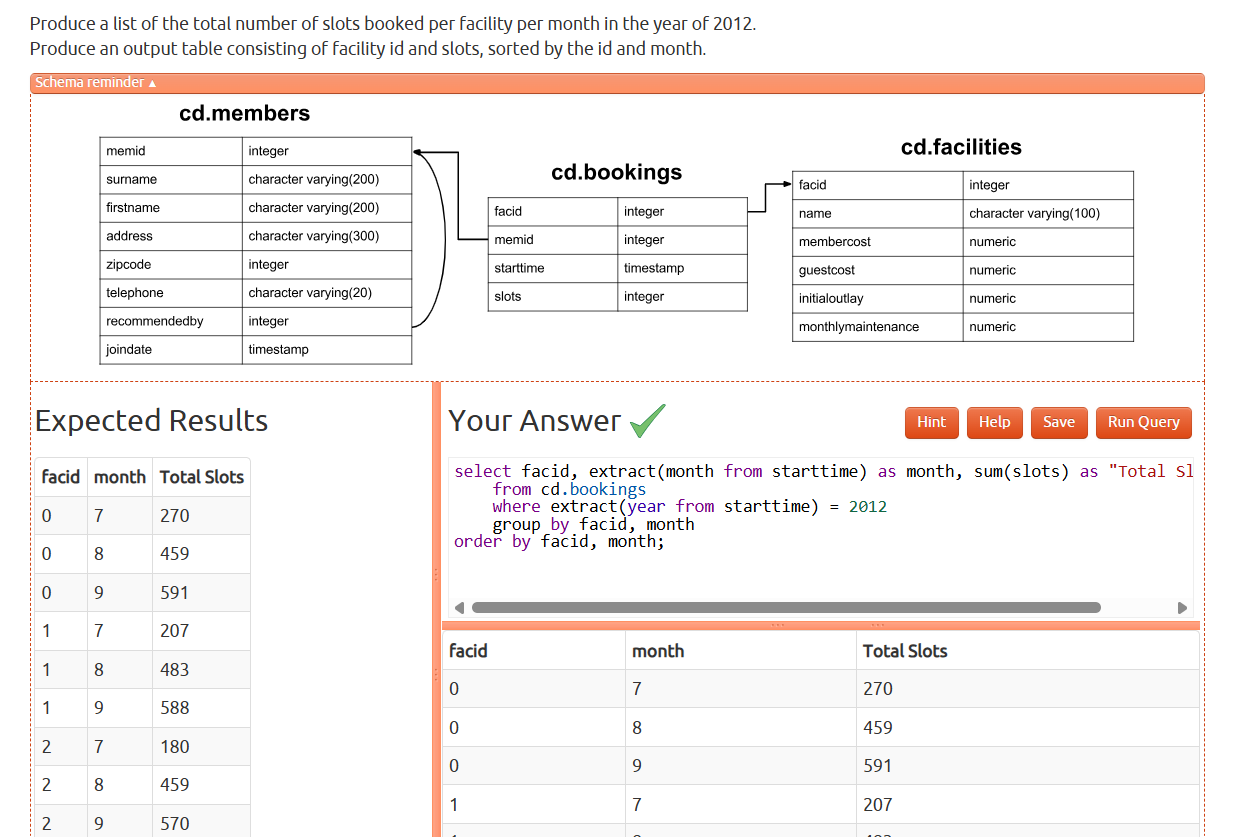 Produce a list of the total number of slots booked per facility per month in the year of 2012.
Produce an output table consisting of facility id and slots, sorted by the id and month.
Schema reminder ▲
cd.members
memid integer
surname character varying(200)
firstname character varying(200)
address character varying(300)
zipcode integer
telephone character varying(20)
recommendedby integer
joindate timestamp
cd.bookings
facid integer
memid integer
starttime timestamp
slots integer
cd.facilities
facid integer
name character varying(100)
membercost numeric
guestcost numeric
initialoutlay numeric
monthlymaintenance numeric
Expected Results
facid month Total Slots
0 7 270
0 8 459
0 9 591
1 7 207
1 8 483
1 9 588
2 7 180
2 8 459
2 9 570
Your Answer
Hint Help Save Run Query
select facid, extract(month from starttime) as month, sum(slots) as "Total Sl
from cd.bookings
where extract(year from starttime) = 2012
group by facid, month
order by facid, month;
facid month Total Slots
0 7 270
0 8 459
0 9 591
1 7 207